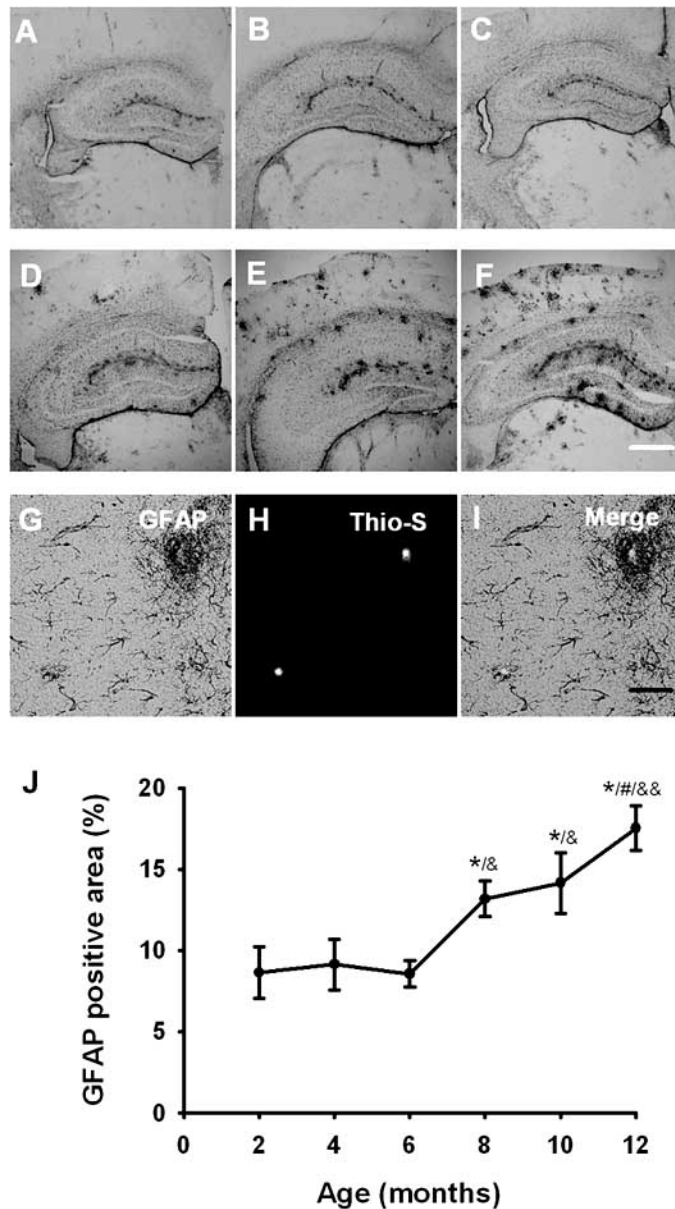 A B C
D E F
G GFAP H Thio-S I Merge
J
GFAP positive area (%)
20
15
10
5
0
*/&
*/&
*/#/&&
0 2 4 6 8 10 12
Age (months)